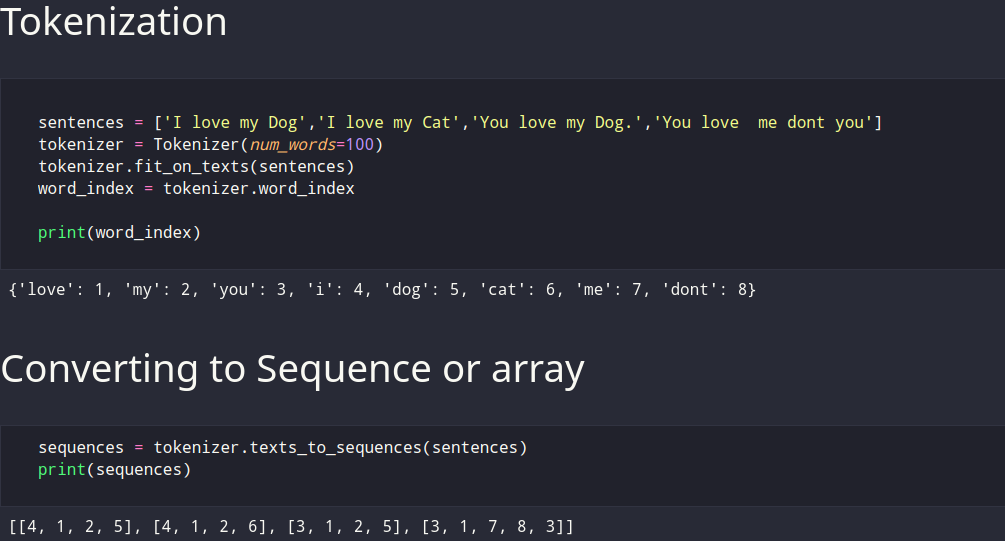 Tokenization
sentences = ['I love my Dog','I love my Cat','You love my Dog.','You love  me dont you']
tokenizer = Tokenizer(num_words=100)
tokenizer.fit_on_texts(sentences)
word_index = tokenizer.word_index
print(word_index)
{'love': 1, 'my': 2, 'you': 3, 'i': 4, 'dog': 5, 'cat': 6, 'me': 7, 'dont': 8}
Converting to Sequence or array
sequences = tokenizer.texts_to_sequences(sentences)
print(sequences)
[[4, 1, 2, 5], [4, 1, 2, 6], [3, 1, 2, 5], [3, 1, 7, 8, 3]]